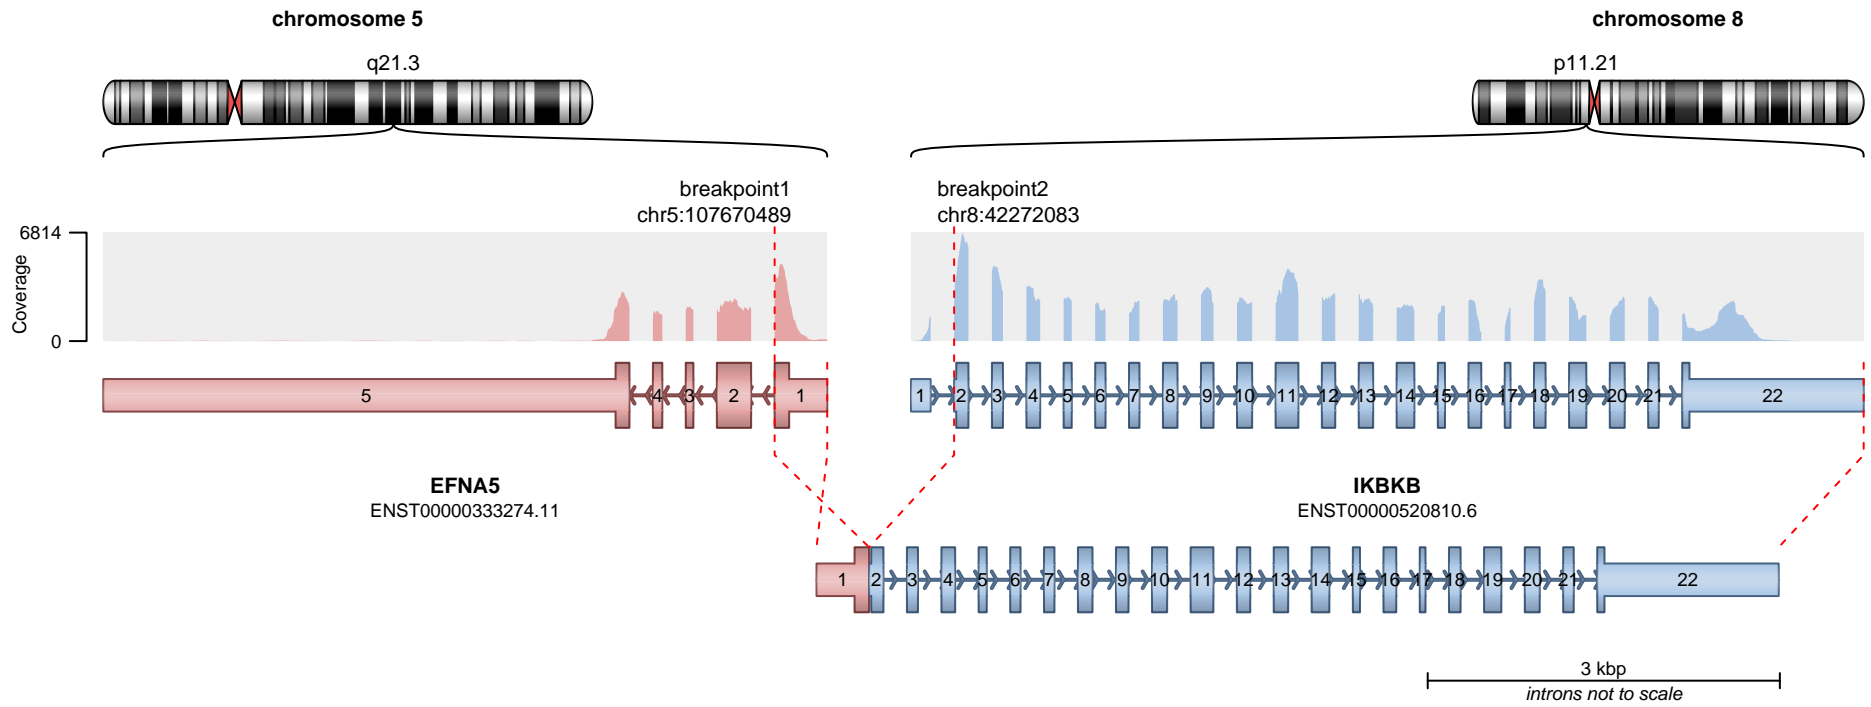 chromosome 5
chromosome 8
q21.3
p11.21
breakpoint1
chr5:107670489
breakpoint2
chr8:42272083
6814
Coverage
0
5 4 3 2 1
1 2 3 4 5 6 7 8 9 10 11 12 13 14 15 16 17 18 19 20 21 22
EFNA5
ENST00000333274.11
IKBKB
ENST00000520810.6
1 2 3 4 5 6 7 8 9 10 11 12 13 14 15 16 17 18 19 20 21 22
3 kbp
introns not to scale